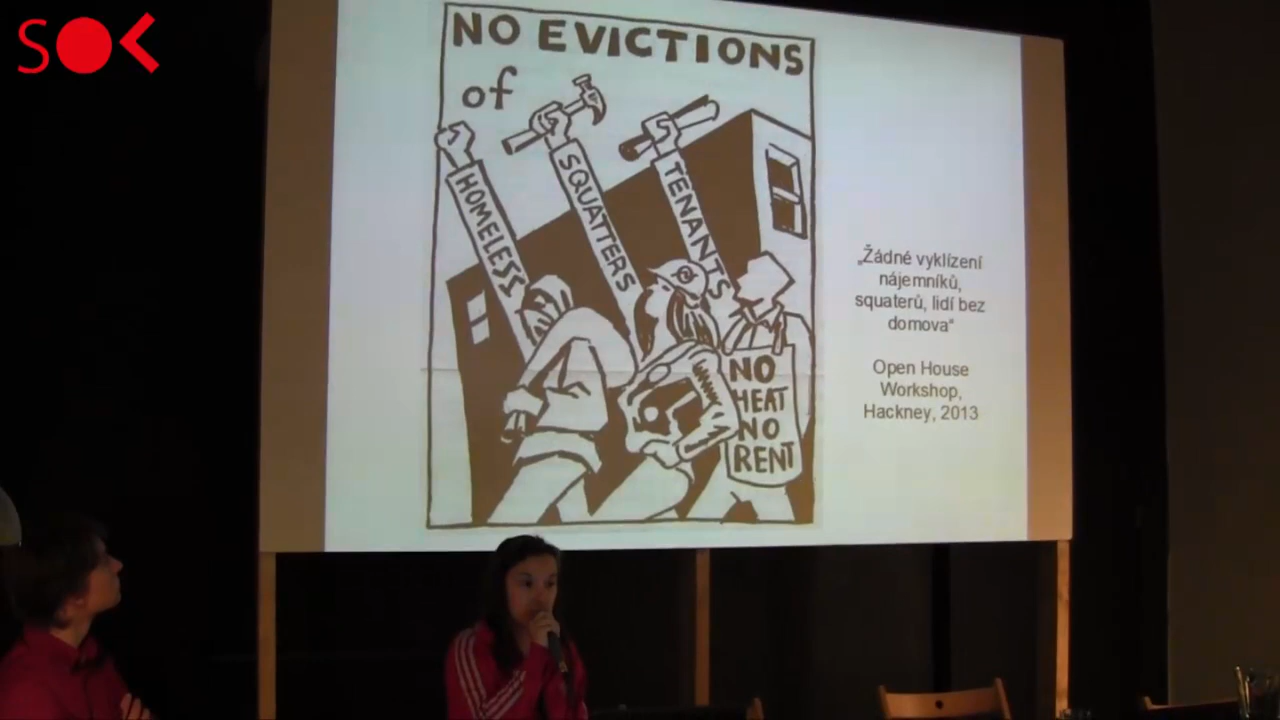 SOK
NO EVICTIONS
of
HOMELESS
SQUATTERS
TENANTS
NO
HEAT
NO
RENT
„Žádné vyklízení
nájemníků,
squaterů, lidí bez
domova“
Open House
Workshop,
Hackney, 2013